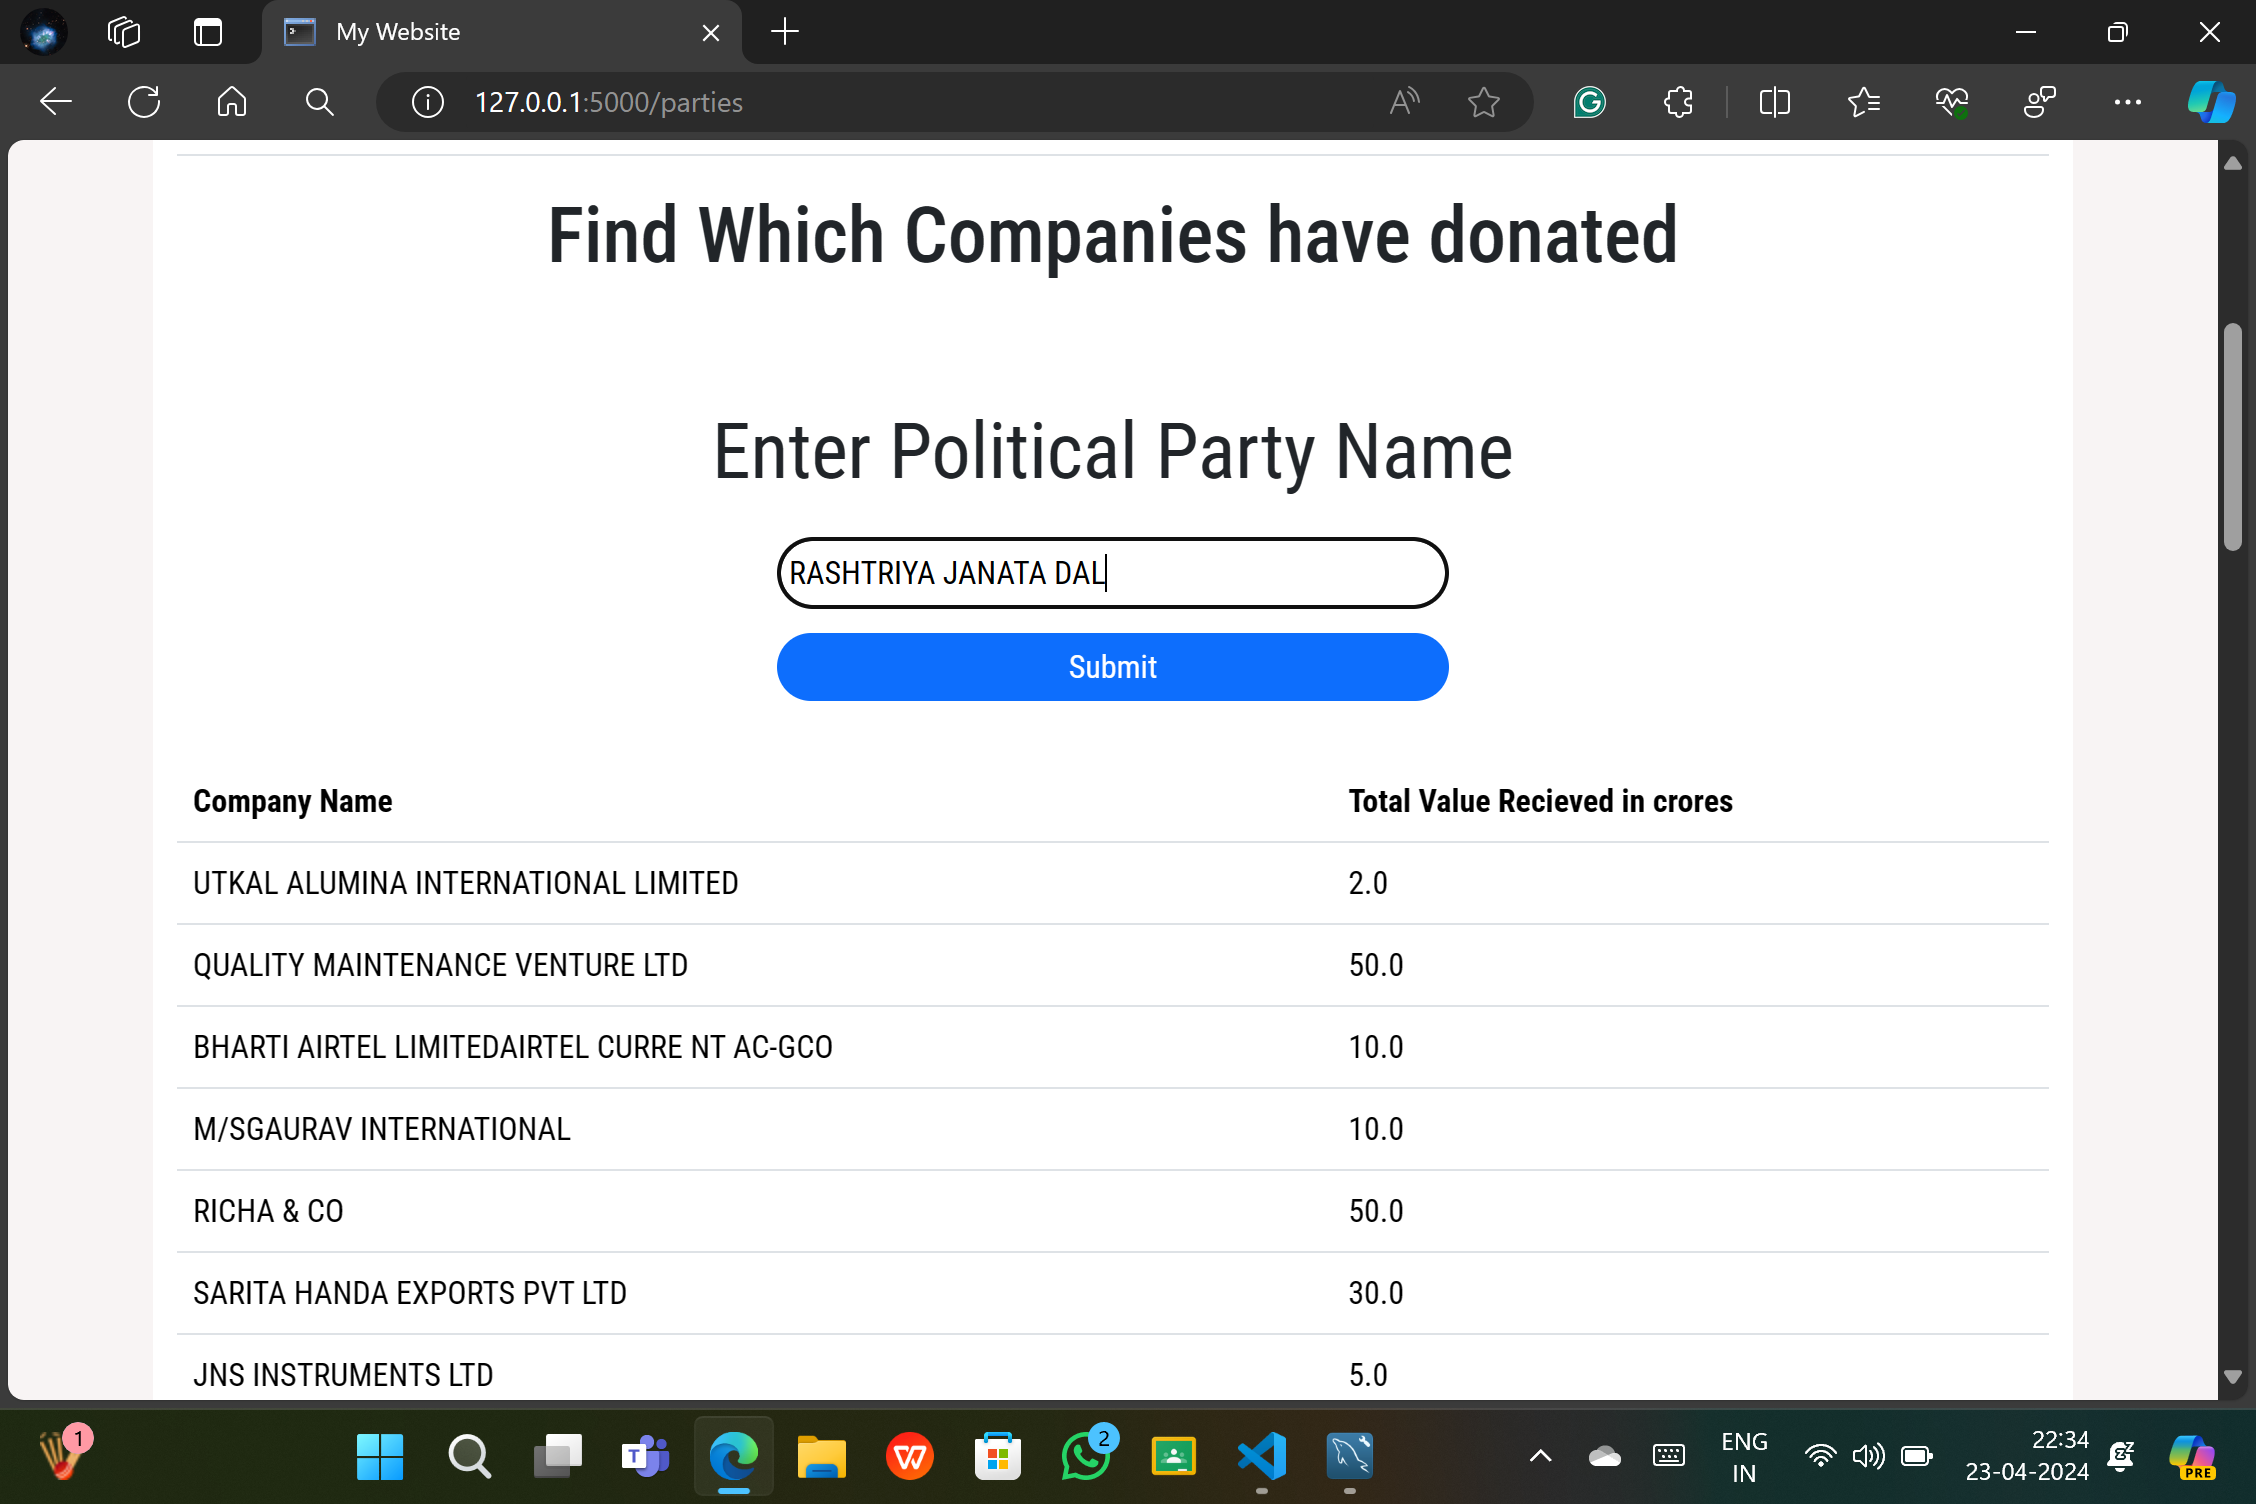 My Website
127.0.0.1:5000/parties
Find Which Companies have donated
Enter Political Party Name
RASHTRIYA JANATA DAL
Submit
Company Name Total Value Recieved in crores
UTKAL ALUMINA INTERNATIONAL LIMITED 2.0
QUALITY MAINTENANCE VENTURE LTD 50.0
BHARTI AIRTEL LIMITEDAIRTEL CURRE NT AC-GCO 10.0
M/SGAURAV INTERNATIONAL 10.0
RICHA & CO 50.0
SARITA HANDA EXPORTS PVT LTD 30.0
JNS INSTRUMENTS LTD 5.0
1
2
ENG
IN
22:34
23-04-2024
PRE